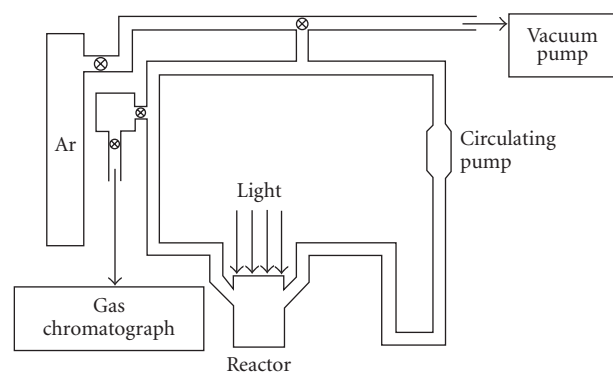 Vacuum
pump
Ar
Circulating
pump
Light
Gas
chromatograph
Reactor